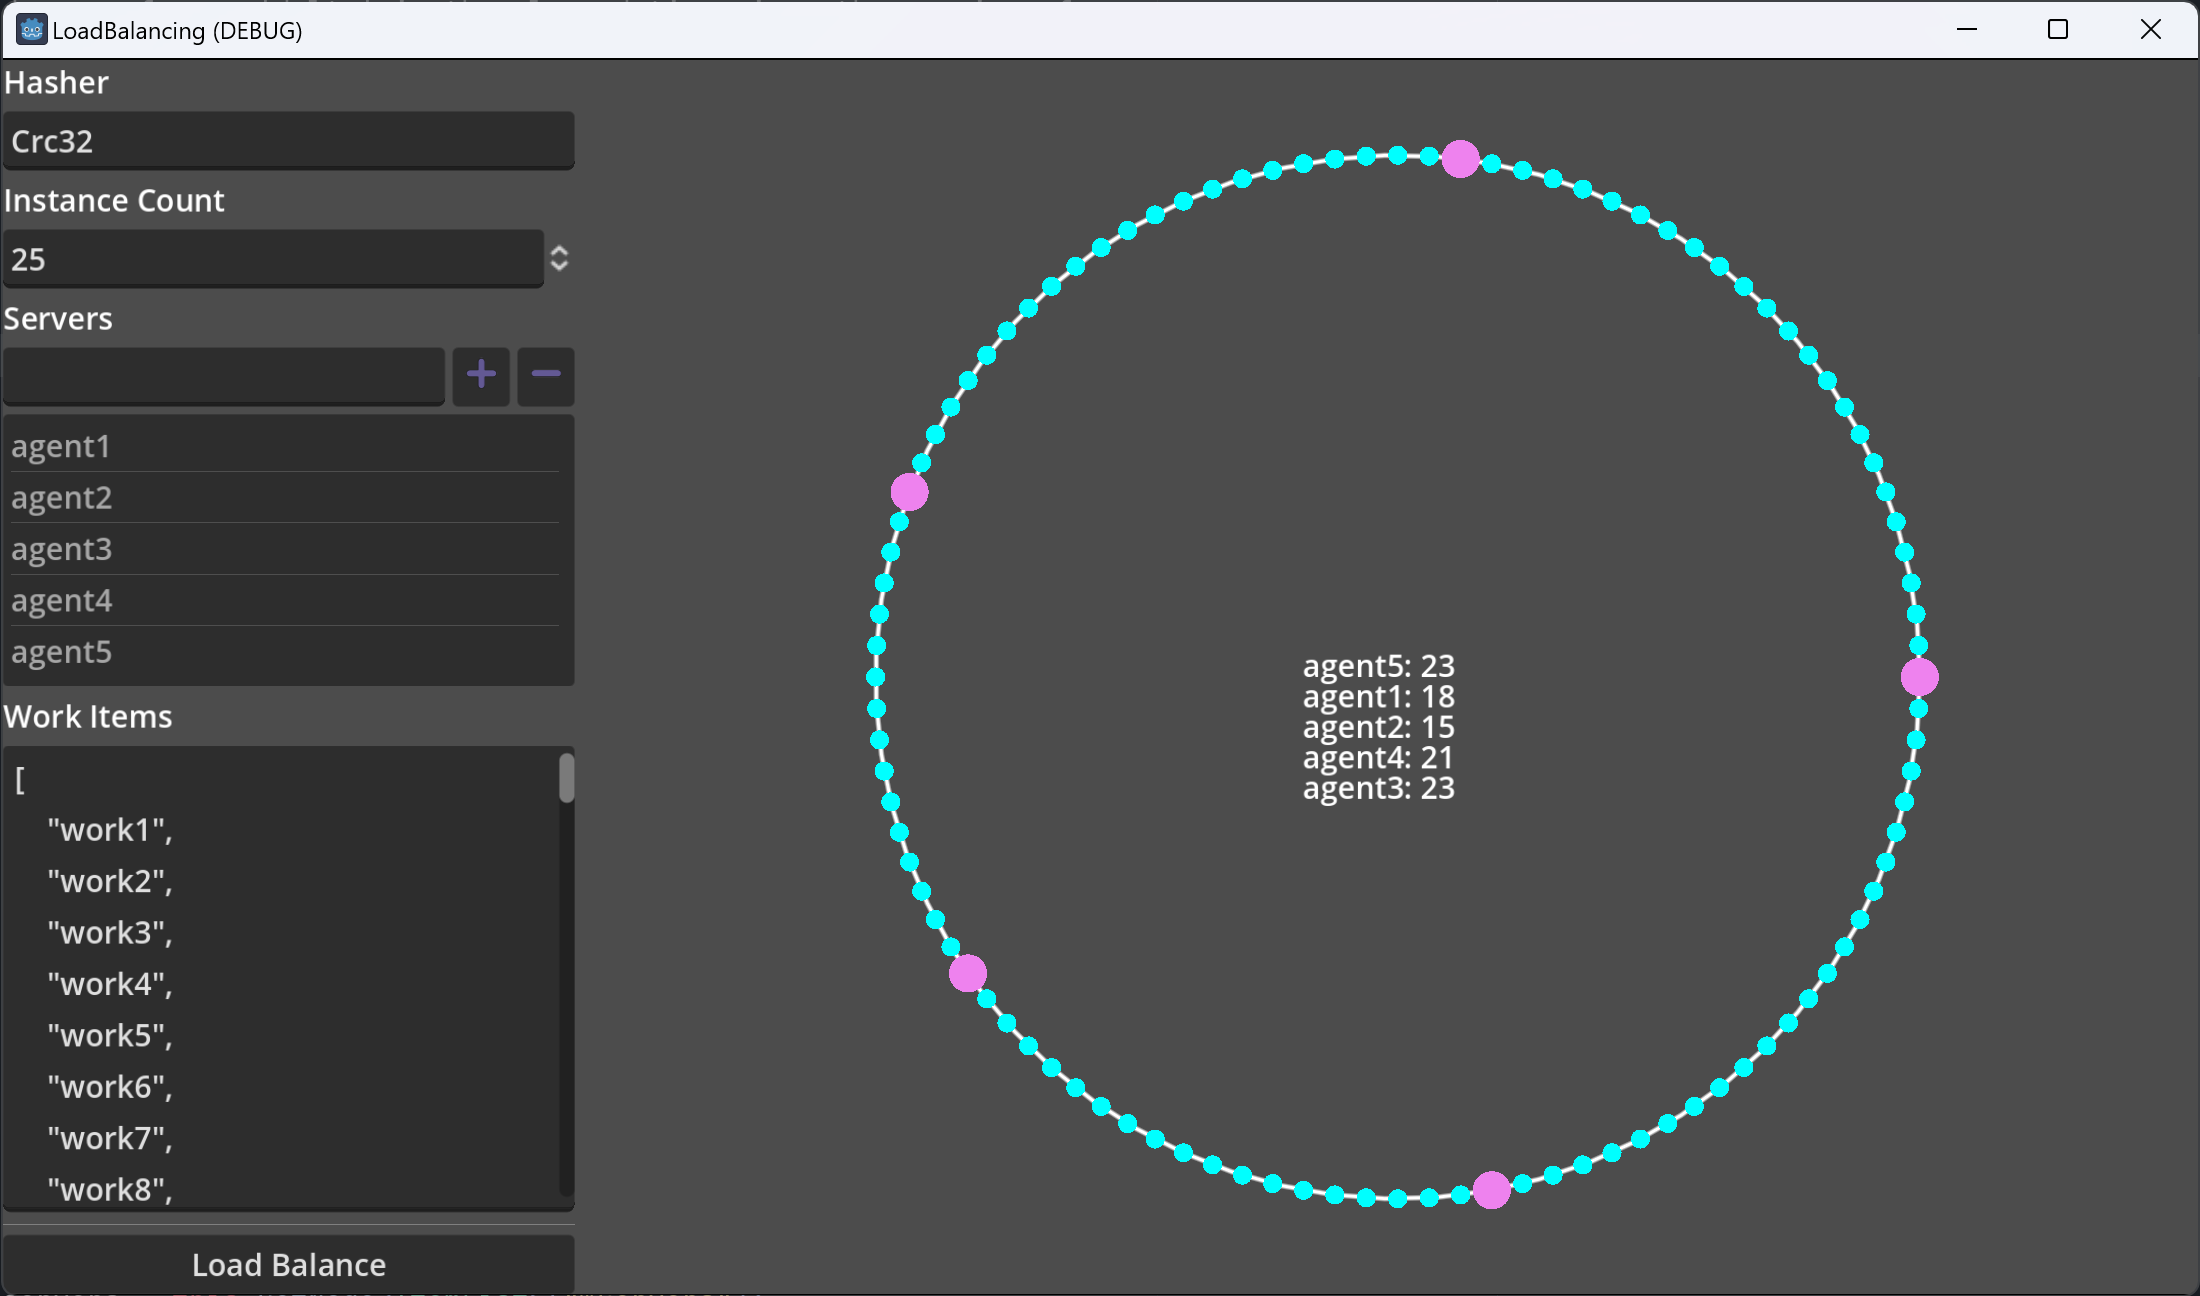 LoadBalancing (DEBUG)
Hasher
Crc32
Instance Count
25
Servers
agent1
agent2
agent3
agent4
agent5
Work Items
[
"work1",
"work2",
"work3",
"work4",
"work5",
"work6",
"work7",
"work8",
Load Balance
agent5: 23
agent1: 18
agent2: 15
agent4: 21
agent3: 23